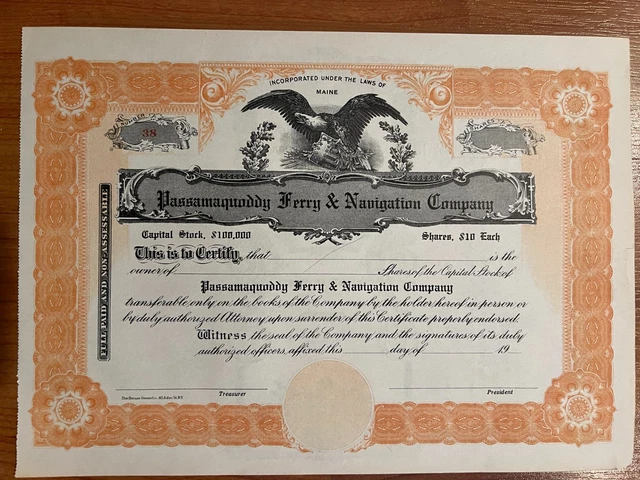 INCORPORATED UNDER THE LAWS OF
MAINE
Number
38
Shares
Passamaquoddy Ferry & Navigation Company
Capital Stock, $100,000
Shares, $10 Each
FULL PAID AND NON-ASSESSABLE
This is to Certify, that is the
owner of Shares of the Capital Stock of
Passamaquoddy Ferry & Navigation Company
transferable only on the books of the Company by the holder hereof in person or
by duly authorized Attorney upon surrender of this Certificate properly endorsed.
Witness the seal of the Company and the signatures of its duly
authorized officers, affixed this day of 19
Treasurer
President